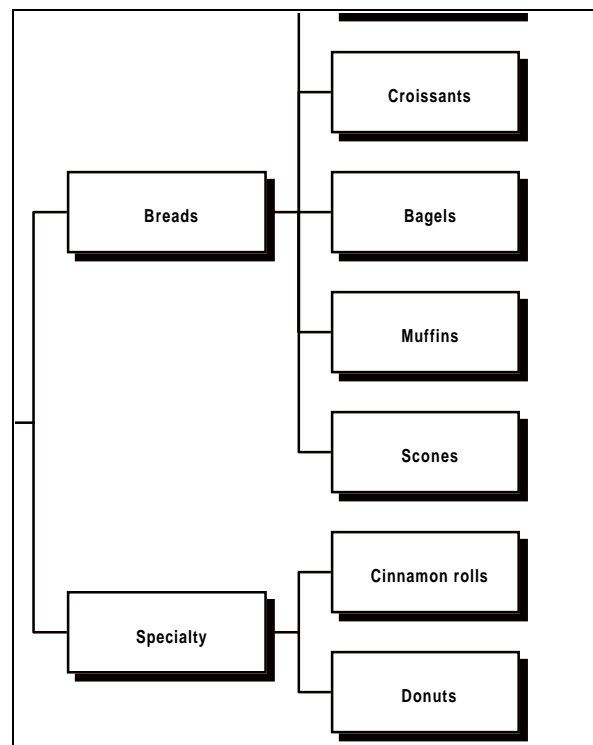 Croissants
Breads
Bagels
Muffins
Scones
Cinnamon rolls
Specialty
Donuts